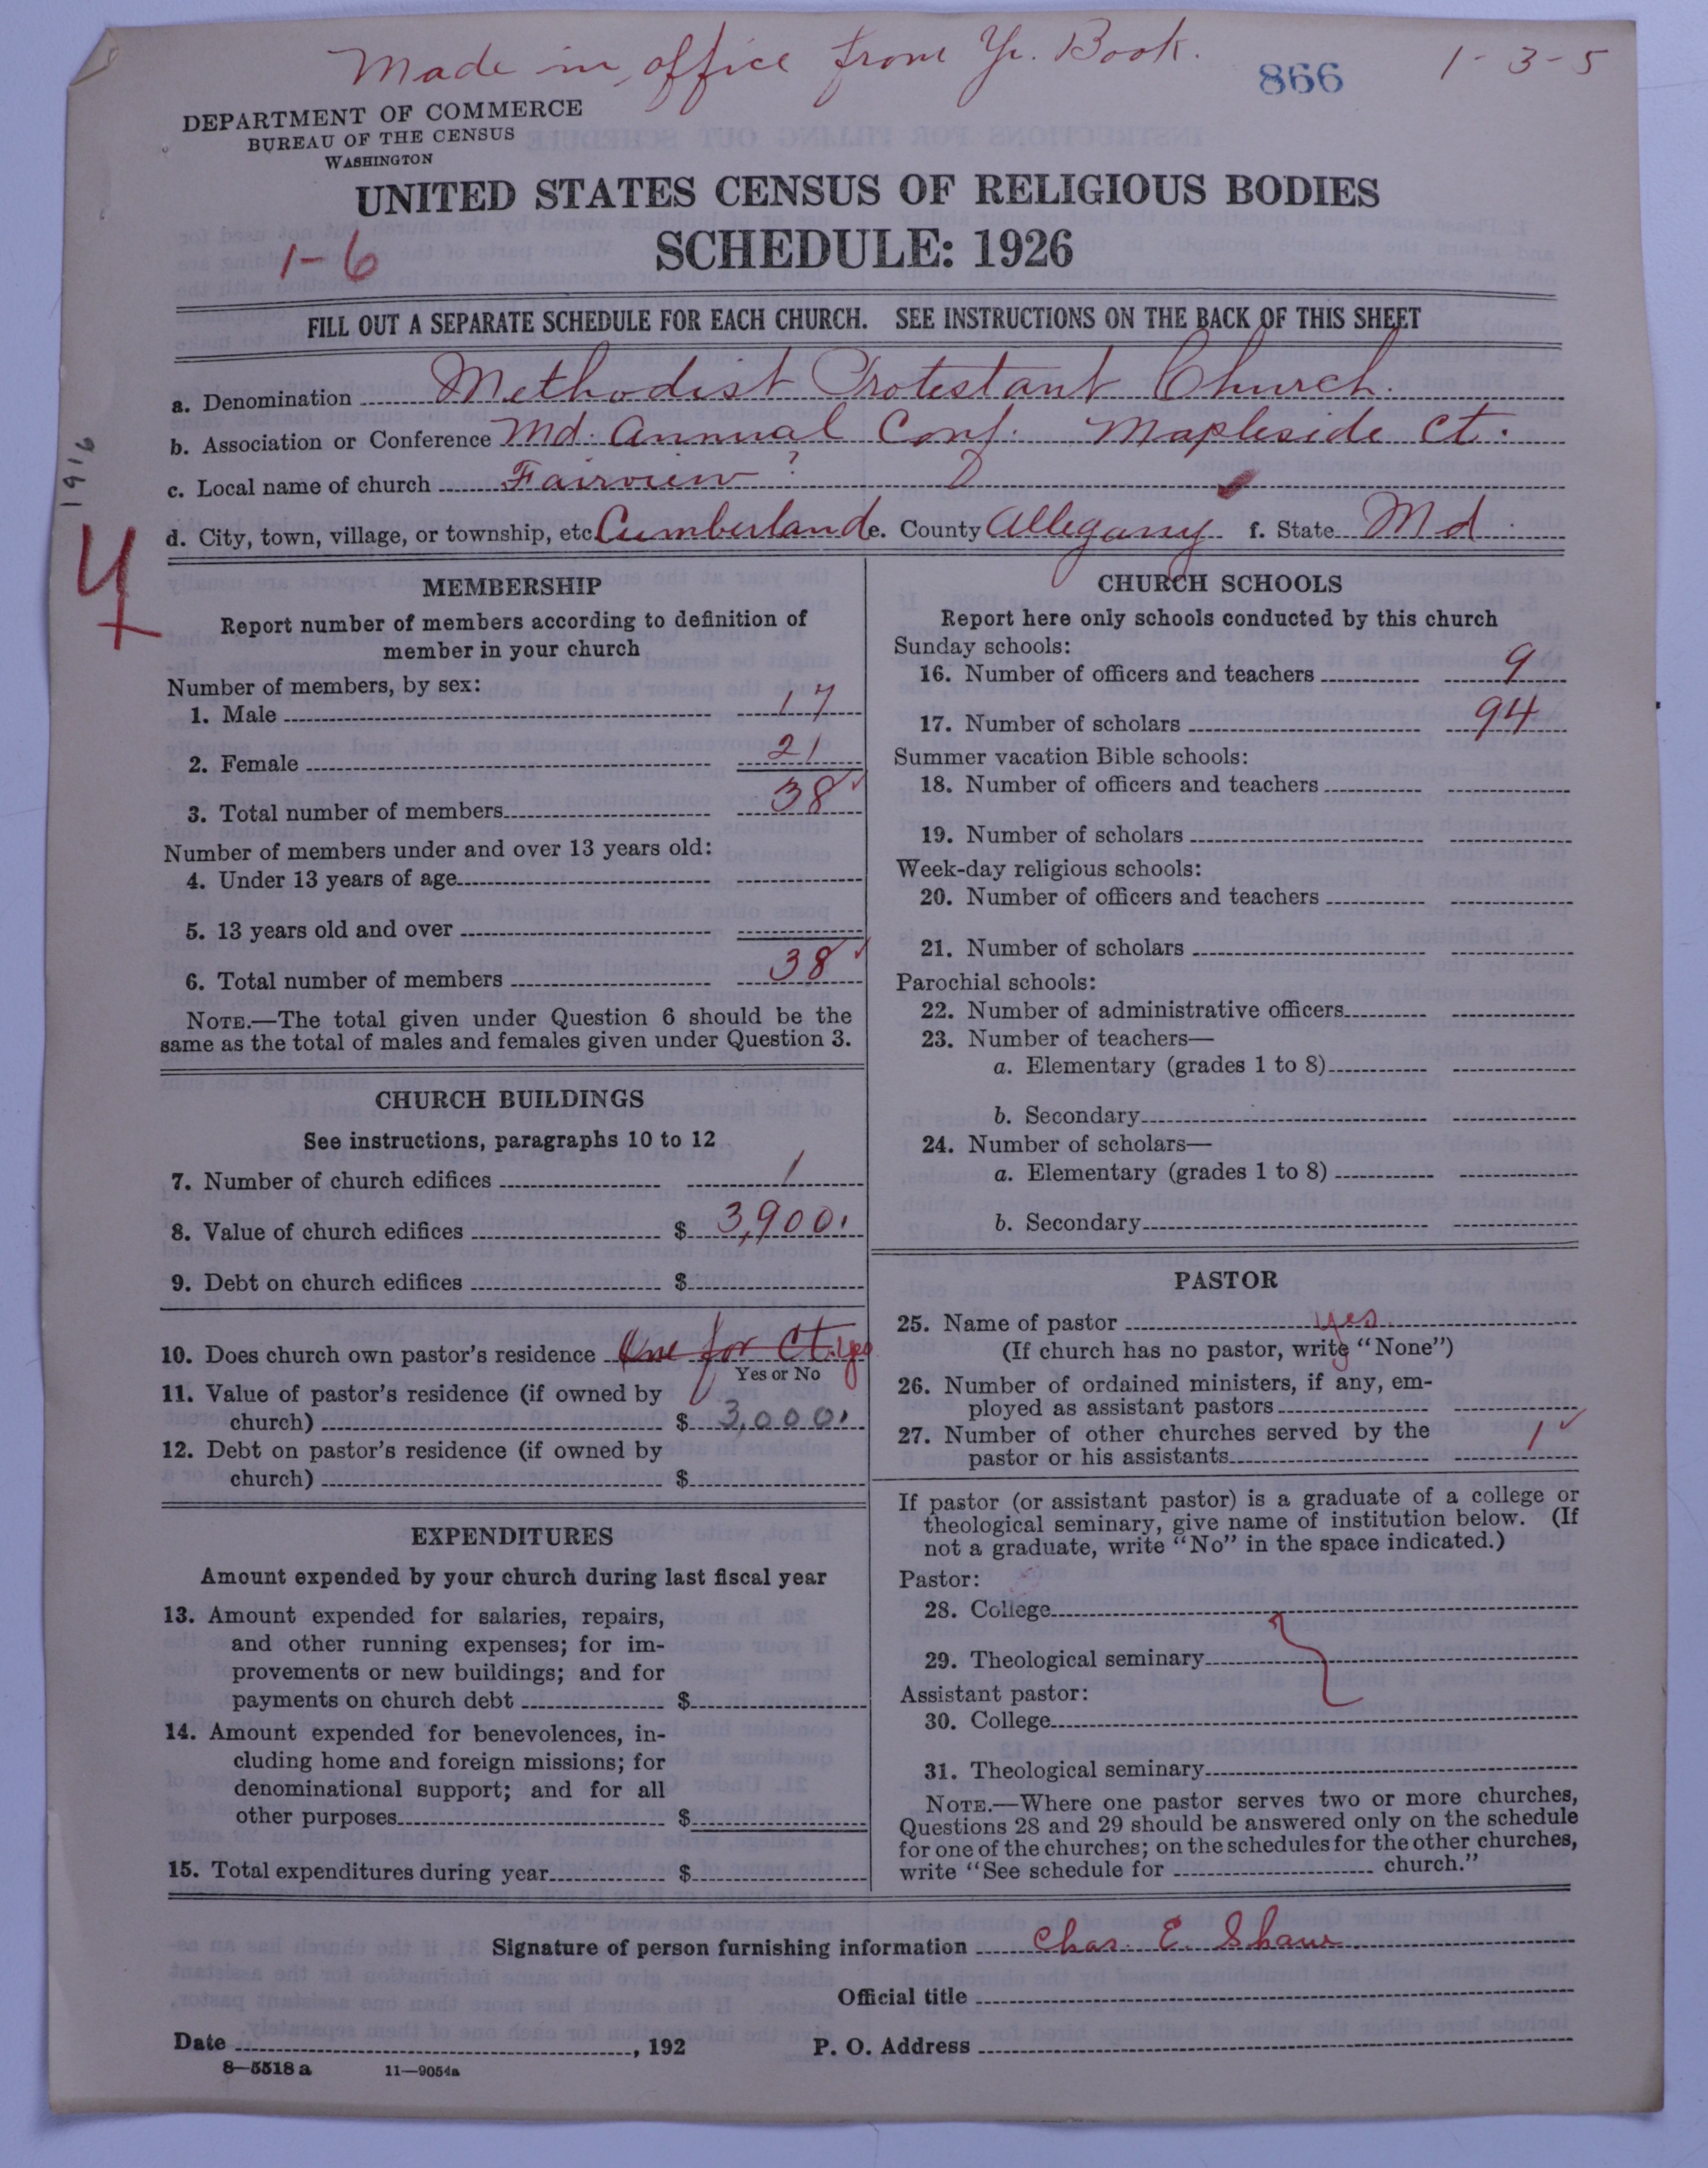 Made in office from Yr. Book.
866
1-3-5
DEPARTMENT OF COMMERCE
BUREAU OF THE CENSUS
WASHINGTON
UNITED STATES CENSUS OF RELIGIOUS BODIES
SCHEDULE: 1926
1-6
FILL OUT A SEPARATE SCHEDULE FOR EACH CHURCH. SEE INSTRUCTIONS ON THE BACK OF THIS SHEET
a. Denomination Methodist Protestant Church.
b. Association or Conference Md. Annual Conf. Mapleside Ct.
1916
c. Local name of church Fairview ?
d. City, town, village, or township, etc. Cumberland e. County Allegany f. State Md.
MEMBERSHIP
Report number of members according to definition of
member in your church
Number of members, by sex:
1. Male 17
2. Female 21
3. Total number of members 38 ✓
Number of members under and over 13 years old:
4. Under 13 years of age
5. 13 years old and over
6. Total number of members 38 ✓
NOTE.—The total given under Question 6 should be the
same as the total of males and females given under Question 3.
CHURCH BUILDINGS
See instructions, paragraphs 10 to 12
7. Number of church edifices 1
8. Value of church edifices $ 3,900.
9. Debt on church edifices $
10. Does church own pastor's residence One for Ct. yes
Yes or No
11. Value of pastor's residence (if owned by
church) $ 3,000.
12. Debt on pastor's residence (if owned by
church) $
EXPENDITURES
Amount expended by your church during last fiscal year
13. Amount expended for salaries, repairs,
and other running expenses; for im-
provements or new buildings; and for
payments on church debt $
14. Amount expended for benevolences, in-
cluding home and foreign missions; for
denominational support; and for all
other purposes $
15. Total expenditures during year $
CHURCH SCHOOLS
Report here only schools conducted by this church
Sunday schools:
16. Number of officers and teachers 9
17. Number of scholars 94
Summer vacation Bible schools:
18. Number of officers and teachers
19. Number of scholars
Week-day religious schools:
20. Number of officers and teachers
21. Number of scholars
Parochial schools:
22. Number of administrative officers
23. Number of teachers—
a. Elementary (grades 1 to 8)
b. Secondary
24. Number of scholars—
a. Elementary (grades 1 to 8)
b. Secondary
PASTOR
25. Name of pastor yes
(If church has no pastor, write "None")
26. Number of ordained ministers, if any, em-
ployed as assistant pastors
27. Number of other churches served by the
pastor or his assistants 1 ✓
If pastor (or assistant pastor) is a graduate of a college or
theological seminary, give name of institution below. (If
not a graduate, write "No" in the space indicated.)
Pastor:
28. College
29. Theological seminary
Assistant pastor:
30. College
31. Theological seminary
NOTE.—Where one pastor serves two or more churches,
Questions 28 and 29 should be answered only on the schedule
for one of the churches; on the schedules for the other churches,
write "See schedule for church."
Signature of person furnishing information Chas. E. Shaw
Official title
Date , 192 P. O. Address
8—5518 a 11—9054a